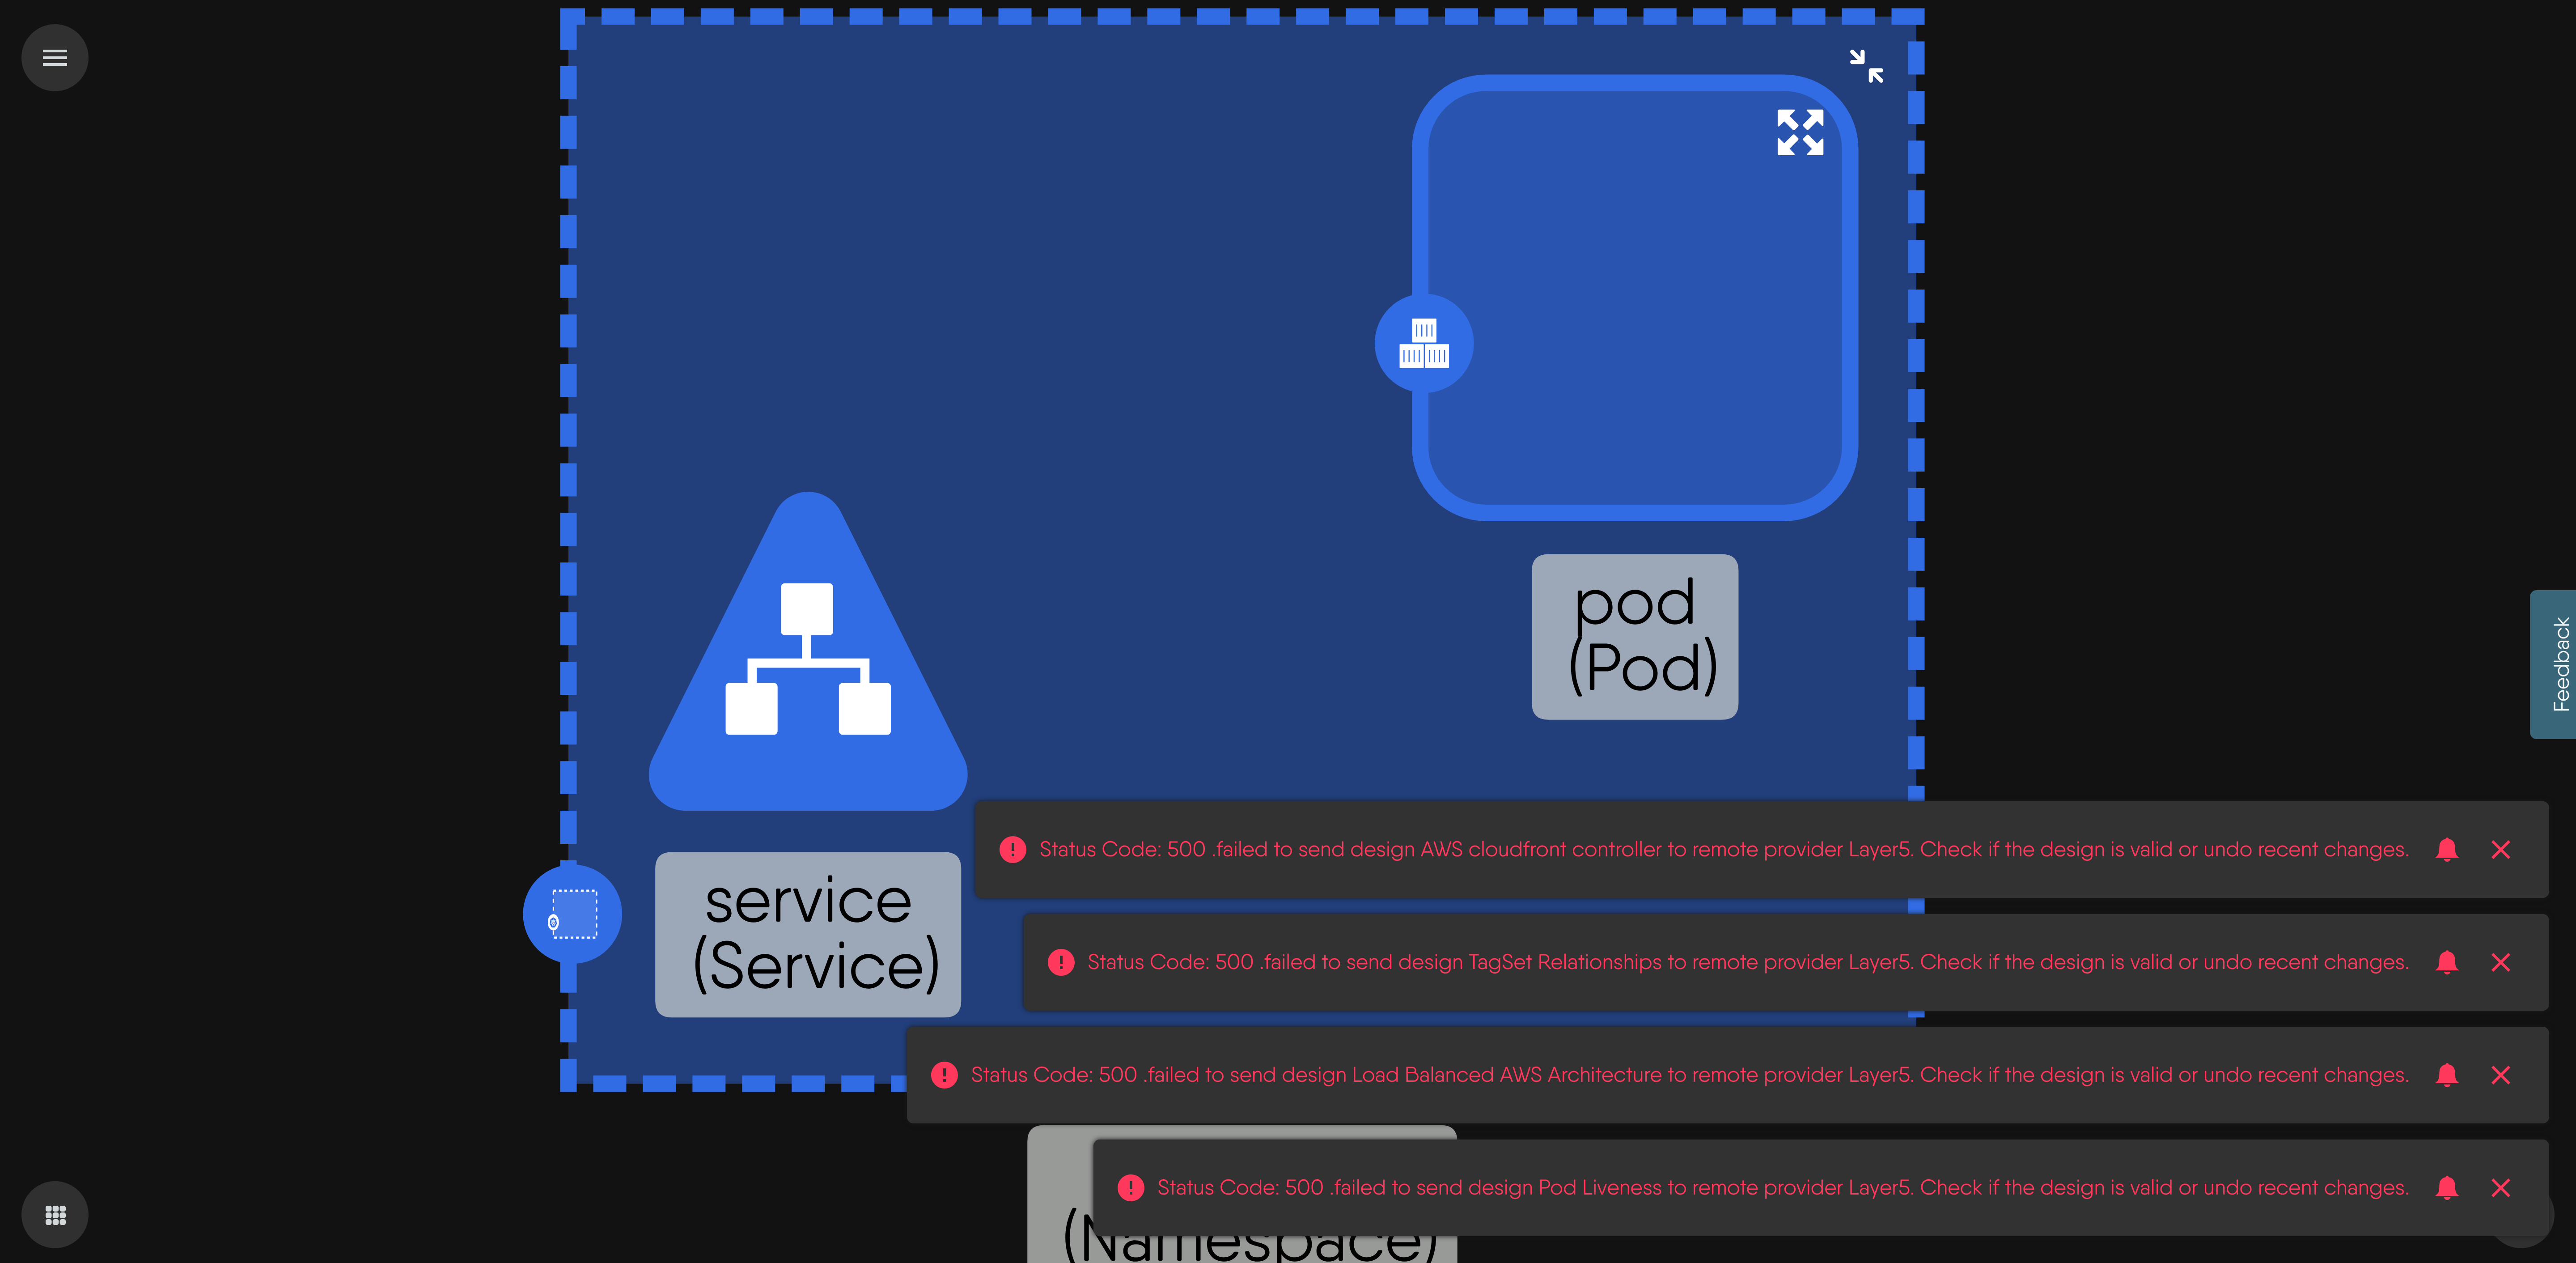 pod
(Pod)
Feedback
service
(Service)
Status Code: 500 .failed to send design AWS cloudfront controller to remote provider Layer5. Check if the design is valid or undo recent changes.
Status Code: 500 .failed to send design TagSet Relationships to remote provider Layer5. Check if the design is valid or undo recent changes.
Status Code: 500 .failed to send design Load Balanced AWS Architecture to remote provider Layer5. Check if the design is valid or undo recent changes.
Status Code: 500 .failed to send design Pod Liveness to remote provider Layer5. Check if the design is valid or undo recent changes.
(Namespace)